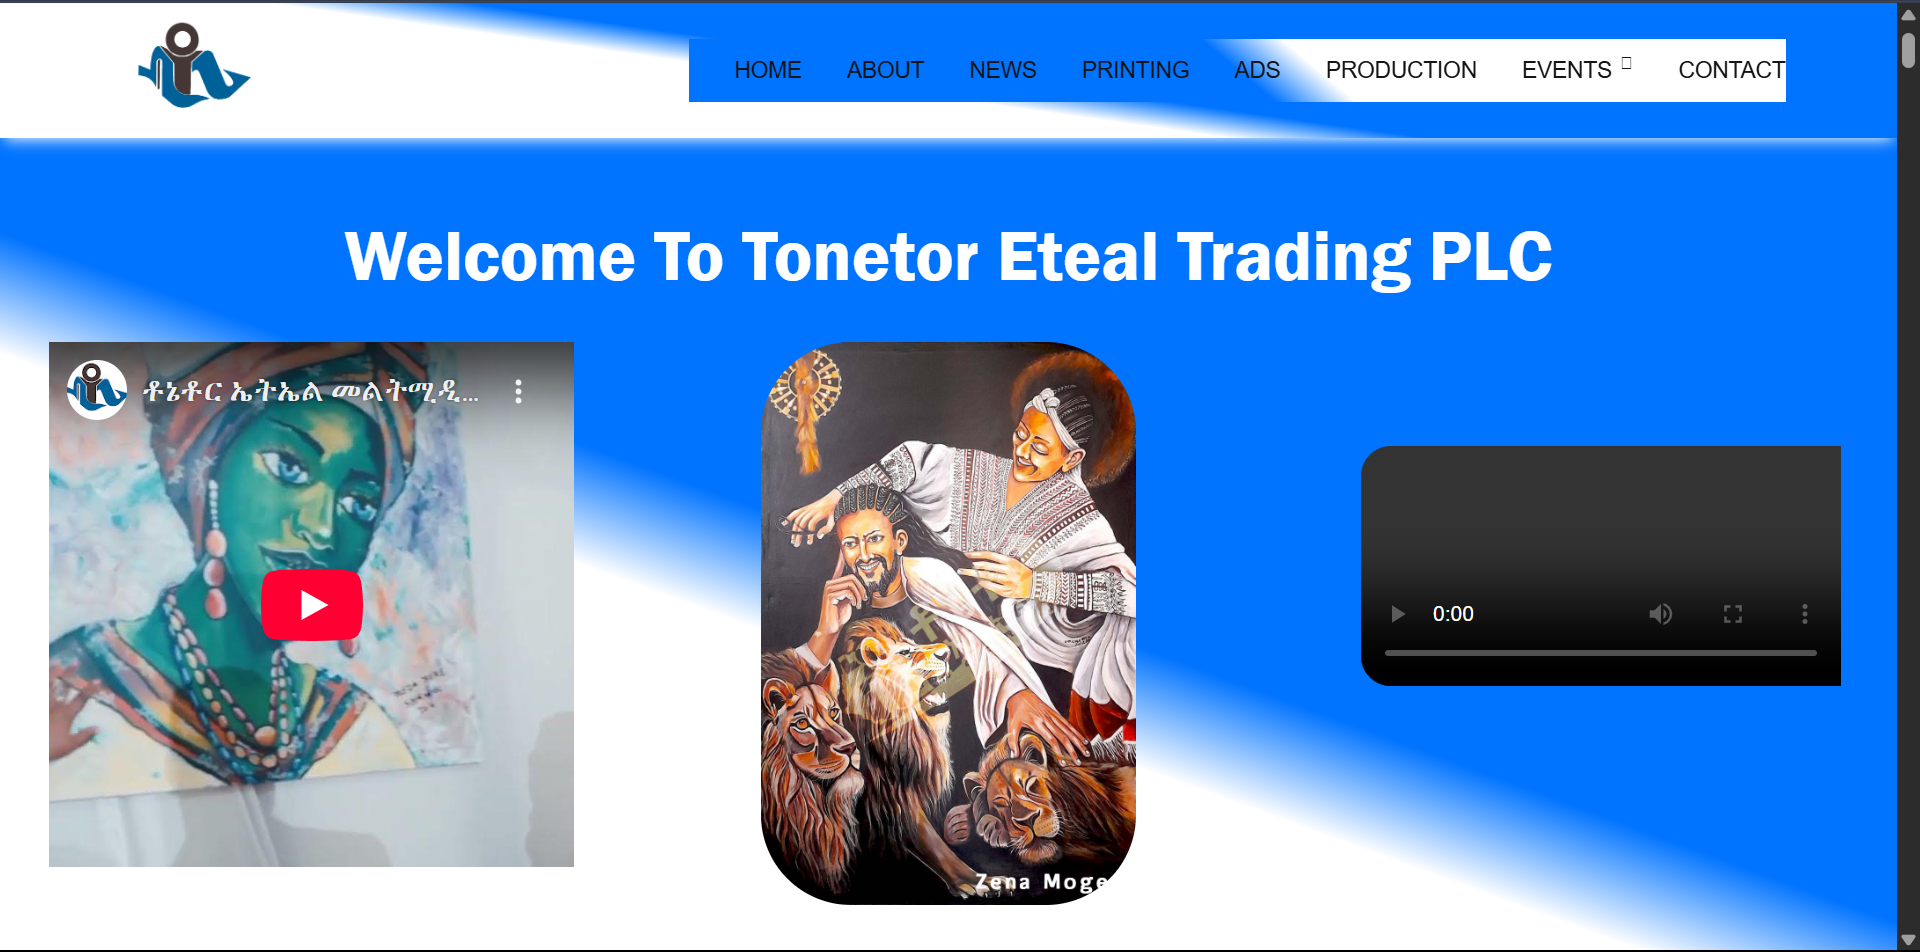 HOME ABOUT NEWS PRINTING ADS PRODUCTION EVENTS CONTACT
Welcome To Tonetor Eteal Trading PLC
ቶኔቶር ኤትኤል መልትሚዲ...
0:00
Zena Moge